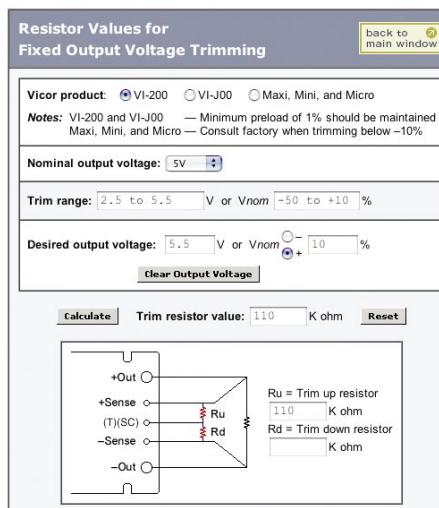 Resistor Values for
Fixed Output Voltage Trimming
back to
main window
Vicor product: VI-200 VI-J00 Maxi, Mini, and Micro
Notes: VI-200 and VI-J00 — Minimum preload of 1% should be maintained
Maxi, Mini, and Micro — Consult factory when trimming below –10%
Nominal output voltage: 5V
Trim range: 2.5 to 5.5 V or Vnom -50 to +10 %
Desired output voltage: 5.5 V or Vnom – + 10 %
Clear Output Voltage
Calculate Trim resistor value: 110 K ohm Reset
+Out
+Sense
(T)(SC)
–Sense
–Out
Ru
Rd
Ru = Trim up resistor
110 K ohm
Rd = Trim down resistor
K ohm